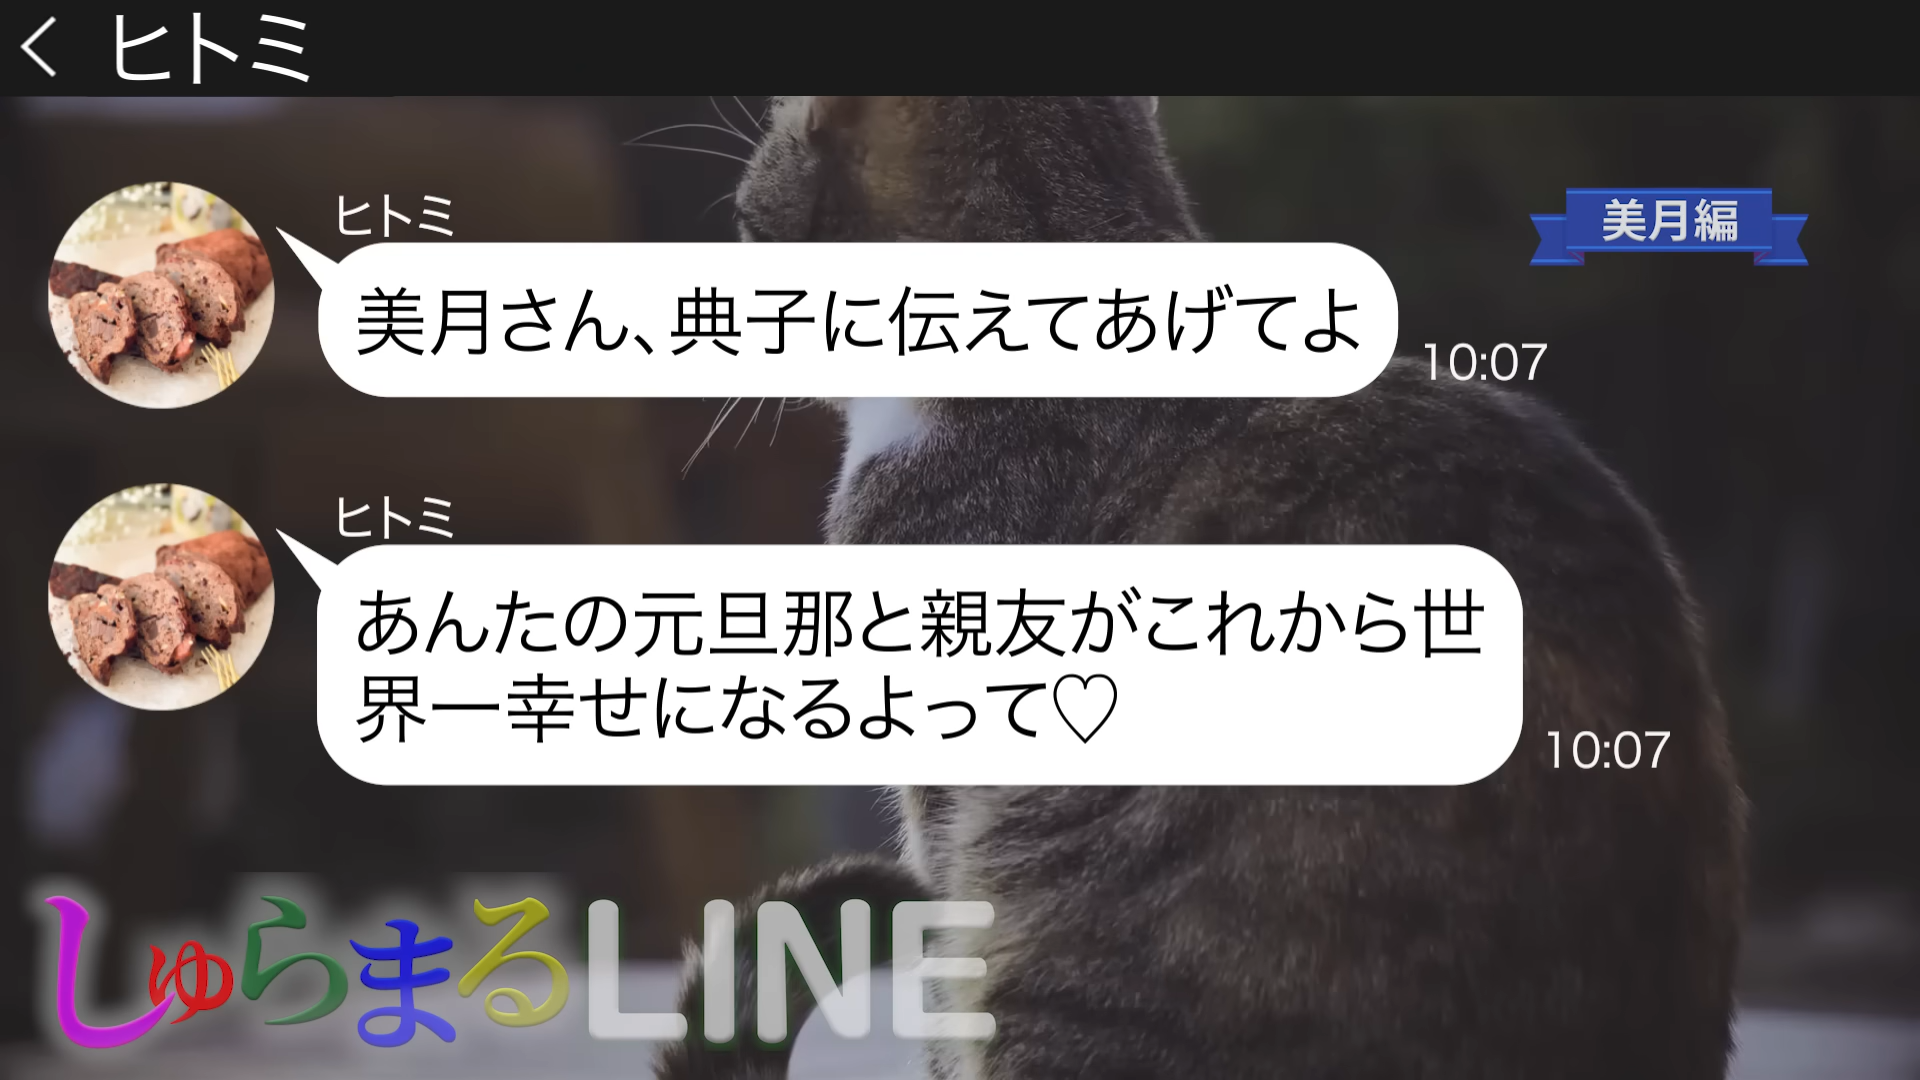 ヒトミ
ヒトミ
美月編
美月さん、典子に伝えてあげてよ
10:07
ヒトミ
あんたの元旦那と親友がこれから世
界一幸せになるよって♡
10:07
しゅらまるLINE